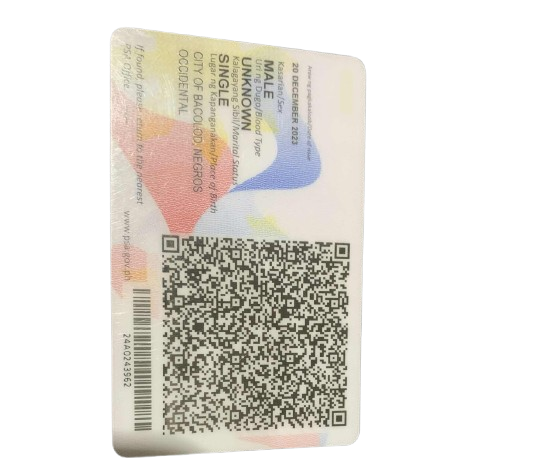 Araw ng pagkakaloob/Date of issue
20 DECEMBER 2023
Kasarian/Sex
MALE
Uri ng Dugo/Blood Type
UNKNOWN
Kalagayang Sibil/Marital Status
SINGLE
Lugar ng Kapanganakan/Place of Birth
CITY OF BACOLOD, NEGROS
OCCIDENTAL
If found, please return to the nearest
PSA Office.
www.psa.gov.ph
24A0243962